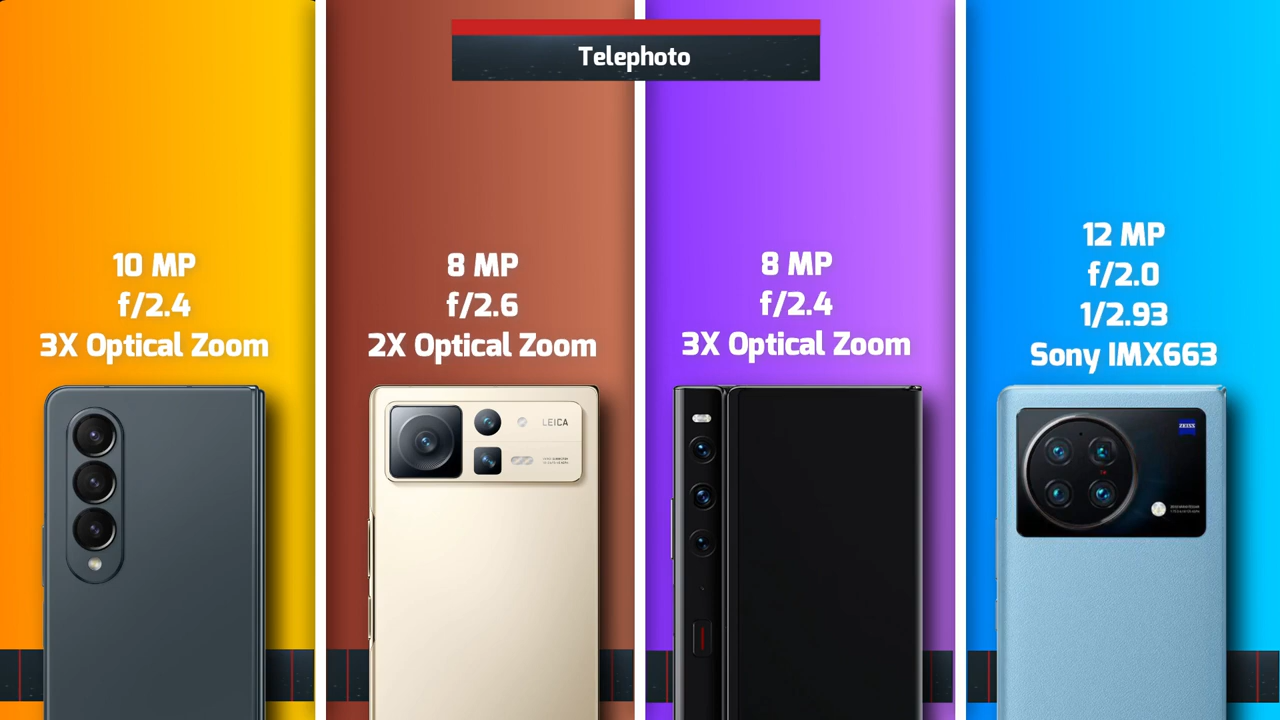 Telephoto
10 MP
f/2.4
3X Optical Zoom
8 MP
f/2.6
2X Optical Zoom
8 MP
f/2.4
3X Optical Zoom
12 MP
f/2.0
1/2.93
Sony IMX663
LEICA
ZEISS